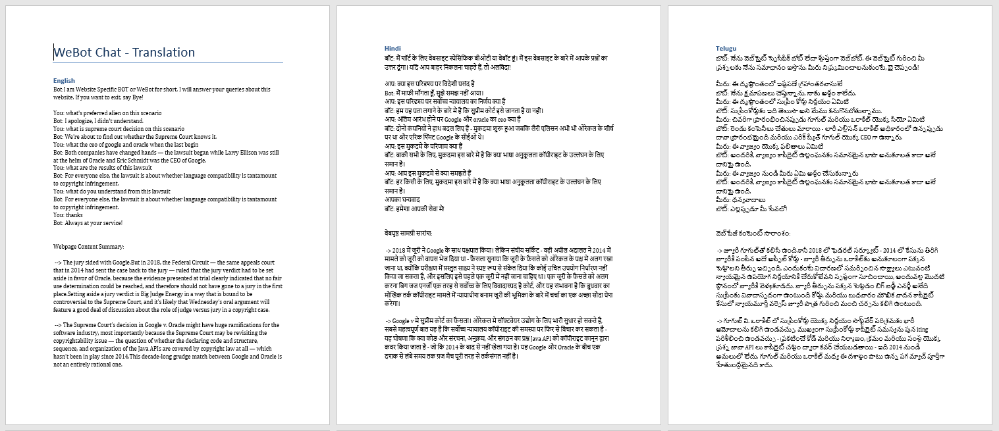 WeBot Chat - Translation
English
Bot:I am Website Specific BOT or WeBot for short. I will answer your queries about this
website. If you want to exit, say Bye!
You: what's preferred alien on this scenario
Bot: I apologize, I didn't understand.
You: what is supreme court decision on this scenario
Bot: We're about to find out whether the Supreme Court knows it.
You: what the ceo of google and oracle when the last begin
Bot: Both companies have changed hands — the lawsuit began while Larry Ellison was still
at the helm of Oracle and Eric Schmidt was the CEO of Google.
You: what are the results of this lawsuit
Bot: For everyone else, the lawsuit is about whether language compatibility is tantamount
to copyright infringement.
You: what do you understand from this lawsuit
Bot: For everyone else, the lawsuit is about whether language compatibility is tantamount
to copyright infringement.
You: thanks
Bot: Always at your service!
Webpage Content Summary:
--> The jury sided with Google.But in 2018, the Federal Circuit — the same appeals court
that in 2014 had sent the case back to the jury — ruled that the jury verdict had to be set
aside in favor of Oracle, because the evidence presented at trial clearly indicated that no fair
use determination could be reached, and therefore should not have gone to a jury in the first
place.Setting aside a jury verdict is Big Judge Energy in a way that is bound to be
controversial to the Supreme Court, and it's likely that Wednesday's oral argument will
feature a good deal of discussion about the role of judge versus jury in a copyright case.
--> The Supreme Court's decision in Google v. Oracle might have huge ramifications for the
software industry, most importantly because the Supreme Court may be revisiting the
copyrightability issue — the question of whether the declaring code and structure,
sequence, and organization of the Java APIs are covered by copyright law at all — which
hasn't been in play since 2014.This decade-long grudge match between Google and Oracle is
not an entirely rational one.
Hindi
बॉट: मैं शॉर्ट के लिए वेबसाइट स्पेसिफिक बीओटी या वेबॉट हूं। मैं इस वेबसाइट के बारे में आपके प्रश्नों का
उत्तर दूंगा। यदि आप बाहर निकलना चाहते हैं, तो अलविदा!
आप: क्या इस परिदृश्य पर विदेशी पसंद है
Bot: मैं माफी माँगता हूँ, मुझे समझ नहीं आया।
आप: इस परिदृश्य पर सर्वोच्च न्यायालय का निर्णय क्या है
बॉट: हम यह पता लगाने के बारे में हैं कि सुप्रीम कोर्ट इसे जानता है या नहीं।
आप: अंतिम आरंभ होने पर Google और oracle का ceo क्या है
बॉट: दोनों कंपनियों ने हाथ बदल लिए हैं - मुकदमा शुरू हुआ जबकि लैरी एलिसन अभी भी ओरेकल के शीर्ष
पर था और एरिक श्मिट Google के सीईओ थे।
आप: इस मुकदमे के परिणाम क्या हैं
बॉट: बाकी सभी के लिए, मुकदमा इस बारे में है कि क्या भाषा अनुकूलता कॉपीराइट के उल्लंघन के लिए
समान है।
आप: आप इस मुकदमे से क्या समझते हैं
बॉट: हर किसी के लिए, मुकदमा इस बारे में है कि क्या भाषा अनुकूलता कॉपीराइट के उल्लंघन के लिए
समान है।
आपका धन्यवाद
बॉट: हमेशा आपकी सेवा में!
वेबपृष्ठ सामग्री सारांश:
-> 2018 में जूरी ने Google के साथ पक्षपात किया। लेकिन संघीय सर्किट - वही अपील अदालत ने 2014 में
मामले को जूरी को वापस भेज दिया था - फैसला सुनाया कि जूरी के फैसले को ओरेकल के पक्ष में अलग रखा
जाना था, क्योंकि परीक्षण में प्रस्तुत साक्ष्य ने स्पष्ट रूप से संकेत दिया कि कोई उचित उपयोग निर्धारण नहीं
किया जा सकता है, और इसलिए इसे पहले एक जूरी में नहीं जाना चाहिए था। एक जूरी के फैसले को अलग
करना बिग जज एनर्जी एक तरह से सर्वोच्च के लिए विवादास्पद है कोर्ट, और यह संभावना है कि बुधवार का
मौखिक तर्क कॉपीराइट मामले में न्यायाधीश बनाम जूरी की भूमिका के बारे में चर्चा का एक अच्छा सौदा पेश
करेगा।
-> Google v में सुप्रीम कोर्ट का फैसला। ओरेकल में सॉफ्टवेयर उद्योग के लिए भारी सुधार हो सकते हैं,
सबसे महत्वपूर्ण बात यह है कि सर्वोच्च न्यायालय कॉपीराइट की समस्या पर फिर से विचार कर सकता है -
यह घोषणा कि क्या कोड और संरचना, अनुक्रम, और संगठन का प्रश्न Java API को कॉपीराइट कानून द्वारा
कवर किया जाता है - जो कि 2014 के बाद से नहीं खेला गया है। यह Google और Oracle के बीच एक
दशक से लंबे समय तक ग्रज मैच पूरी तरह से तर्कसंगत नहीं है।
Telugu
బోట్: నేను వెబ్‌సైట్ స్పెసిఫిక్ బోట్ లేదా క్లుప్తంగా వెబ్‌బోట్. ఈ వెబ్‌సైట్ గురించి మీ
ప్రశ్నలకు నేను సమాధానం ఇస్తాను. మీరు నిష్క్రమించాలనుకుంటే, బై చెప్పండి!
మీరు: ఈ దృష్టాంతంలో ఇష్టపడే గ్రహాంతరవాసులే
బోట్: నేను క్షమాపణలు చెప్తున్నాను, నాకు అర్థం కాలేదు.
మీరు: ఈ దృష్టాంతంలో సుప్రీం కోర్టు నిర్ణయం ఏమిటి
బోట్: సుప్రీంకోర్టుకు ఇది తెలుసా అని మేము కనుగొనబోతున్నాము.
మీరు: చివరిగా ప్రారంభించినప్పుడు గూగుల్ మరియు ఒరాకిల్ యొక్క సీయో ఏమిటి
బోట్: రెండు కంపెనీలు చేతులు మారాయి - లారీ ఎల్లిసన్ ఒరాకిల్ అధికారంలో ఉన్నప్పుడు
దావా ప్రారంభమైంది మరియు ఎరిక్ ష్మిత్ గూగుల్ యొక్క CEO గా ఉన్నారు.
మీరు: ఈ వ్యాజ్యం యొక్క ఫలితాలు ఏమిటి
బోట్: అందరికీ, వ్యాజ్యం కాపీరైట్ ఉల్లంఘనకు సమానమైన భాషా అనుకూలత కాదా అనే
దానిపై ఉంది.
మీరు: ఈ వ్యాజ్యం నుండి మీరు ఏమి అర్థం చేసుకున్నారు
బోట్: అందరికీ, వ్యాజ్యం కాపీరైట్ ఉల్లంఘనకు సమానమైన భాషా అనుకూలత కాదా అనే
దానిపై ఉంది.
మీరు: ధన్యవాదాలు
బోట్: ఎల్లప్పుడూ మీ సేవలో!
వెబ్‌పేజీ కంటెంట్ సారాంశం:
-> జ్యూరీ గూగుల్‌తో కలిసి ఉంది.కానీ 2018 లో ఫెడరల్ సర్క్యూట్ - 2014 లో కేసును తిరిగి
జ్యూరీకి పంపిన అదే అప్పీల్ కోర్టు - జ్యూరీ తీర్పును ఒరాకిల్‌కు అనుకూలంగా పక్కన
పెట్టాలని తీర్పు ఇచ్చింది, ఎందుకంటే విచారణలో సమర్పించిన సాక్ష్యాలు ఎటువంటి
న్యాయమైన ఉపయోగ నిర్ణయానికి చేరుకోలేవని స్పష్టంగా సూచించాయి, అందువల్ల మొదటి
స్థానంలో జ్యూరీకి వెళ్ళకూడదు. జ్యూరీ తీర్పును పక్కన పెట్టడం బిగ్ జడ్జి ఎనర్జీ అనేది
సుప్రీంకు వివాదాస్పదంగా ఉంటుంది కోర్టు, మరియు బుధవారం మౌఖిక వాదన కాపీరైట్
కేసులో న్యాయమూర్తి వర్సెస్ జ్యూరీ పాత్ర గురించి మంచి చర్చను కలిగి ఉంటుంది.
-> గూగుల్ వి. ఒరాకిల్ లో సుప్రీంకోర్టు యొక్క నిర్ణయం సాఫ్ట్‌వేర్ పరిశ్రమకు భారీ
ఆమోదాలను కలిగి ఉండవచ్చు, ముఖ్యంగా సుప్రీంకోర్టు కాపీరైట్ సమస్యను పున iting
పరిశీలించి ఉండవచ్చు - ప్రకటించే కోడ్ మరియు నిర్మాణం, క్రమం మరియు సంస్థ యొక్క
ప్రశ్న జావా API లు కాపీరైట్ చట్టం ద్వారా కవర్ చేయబడతాయి - ఇది 2014 నుండి
అమలులో లేదు. గూగుల్ మరియు ఒరాకిల్ మధ్య ఈ దశాబ్దం పాటు ఉన్న పగ మ్యాచ్ పూర్తిగా
హేతుబద్ధమైనది కాదు.